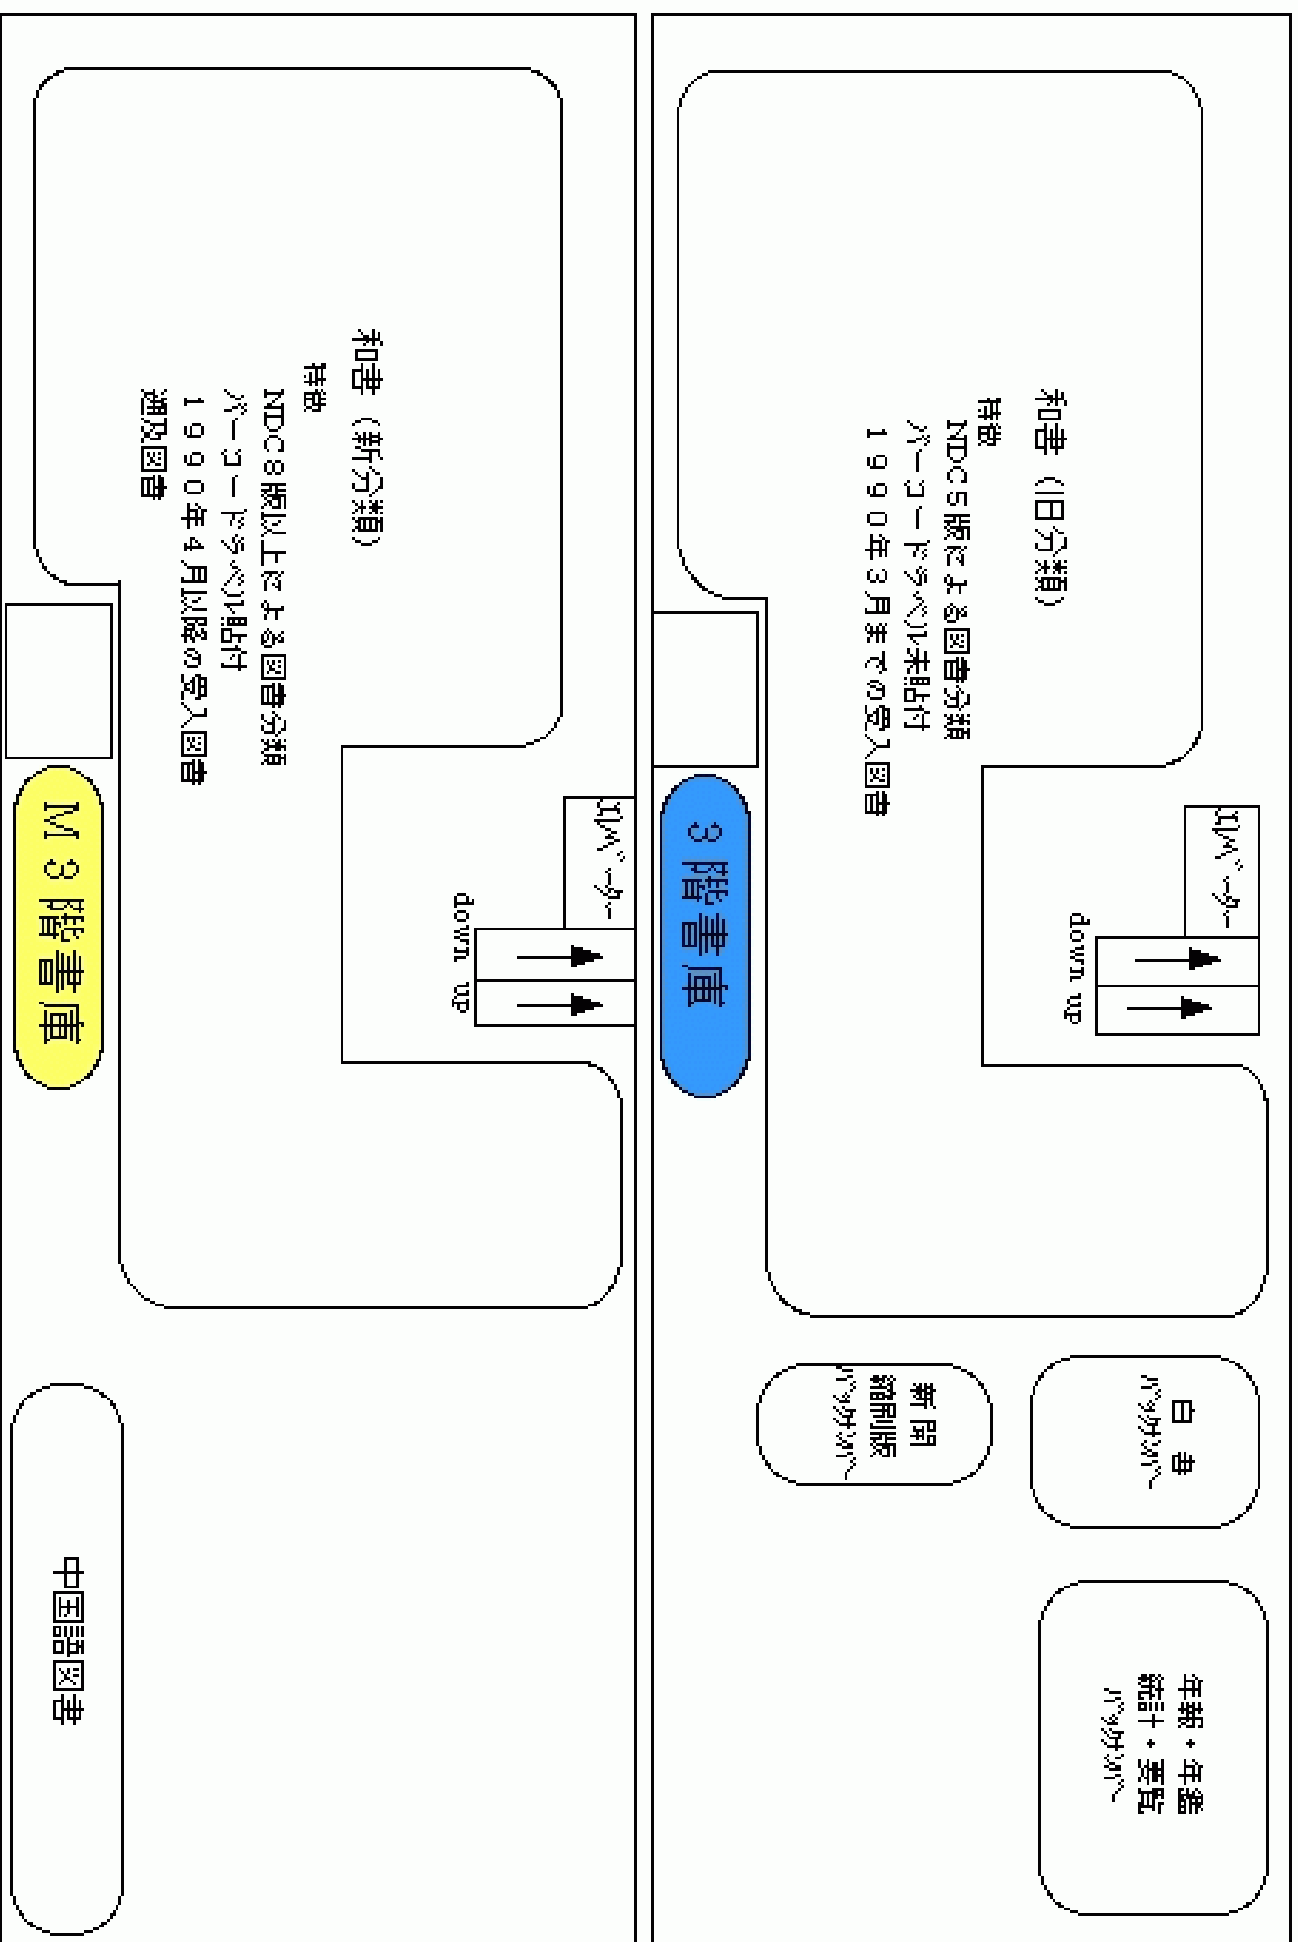 和書（旧分類）
特徴
NDC５版による図書分類
バーコードラベル未貼付
１９９０年３月までの受入図書
ｴﾚﾍﾞｰﾀｰ
down up
３階書庫
白 書
ﾊﾞｯｸﾅﾝﾊﾞｰ
新 聞
縮刷版
ﾊﾞｯｸﾅﾝﾊﾞｰ
年報・年鑑
統計・要覧
ﾊﾞｯｸﾅﾝﾊﾞｰ
和書（新分類）
特徴
NDC８版以上による図書分類
バーコードラベル貼付
１９９０年４月以降の受入図書
遡及図書
ｴﾚﾍﾞｰﾀｰ
down up
Ｍ３階書庫
中国語図書